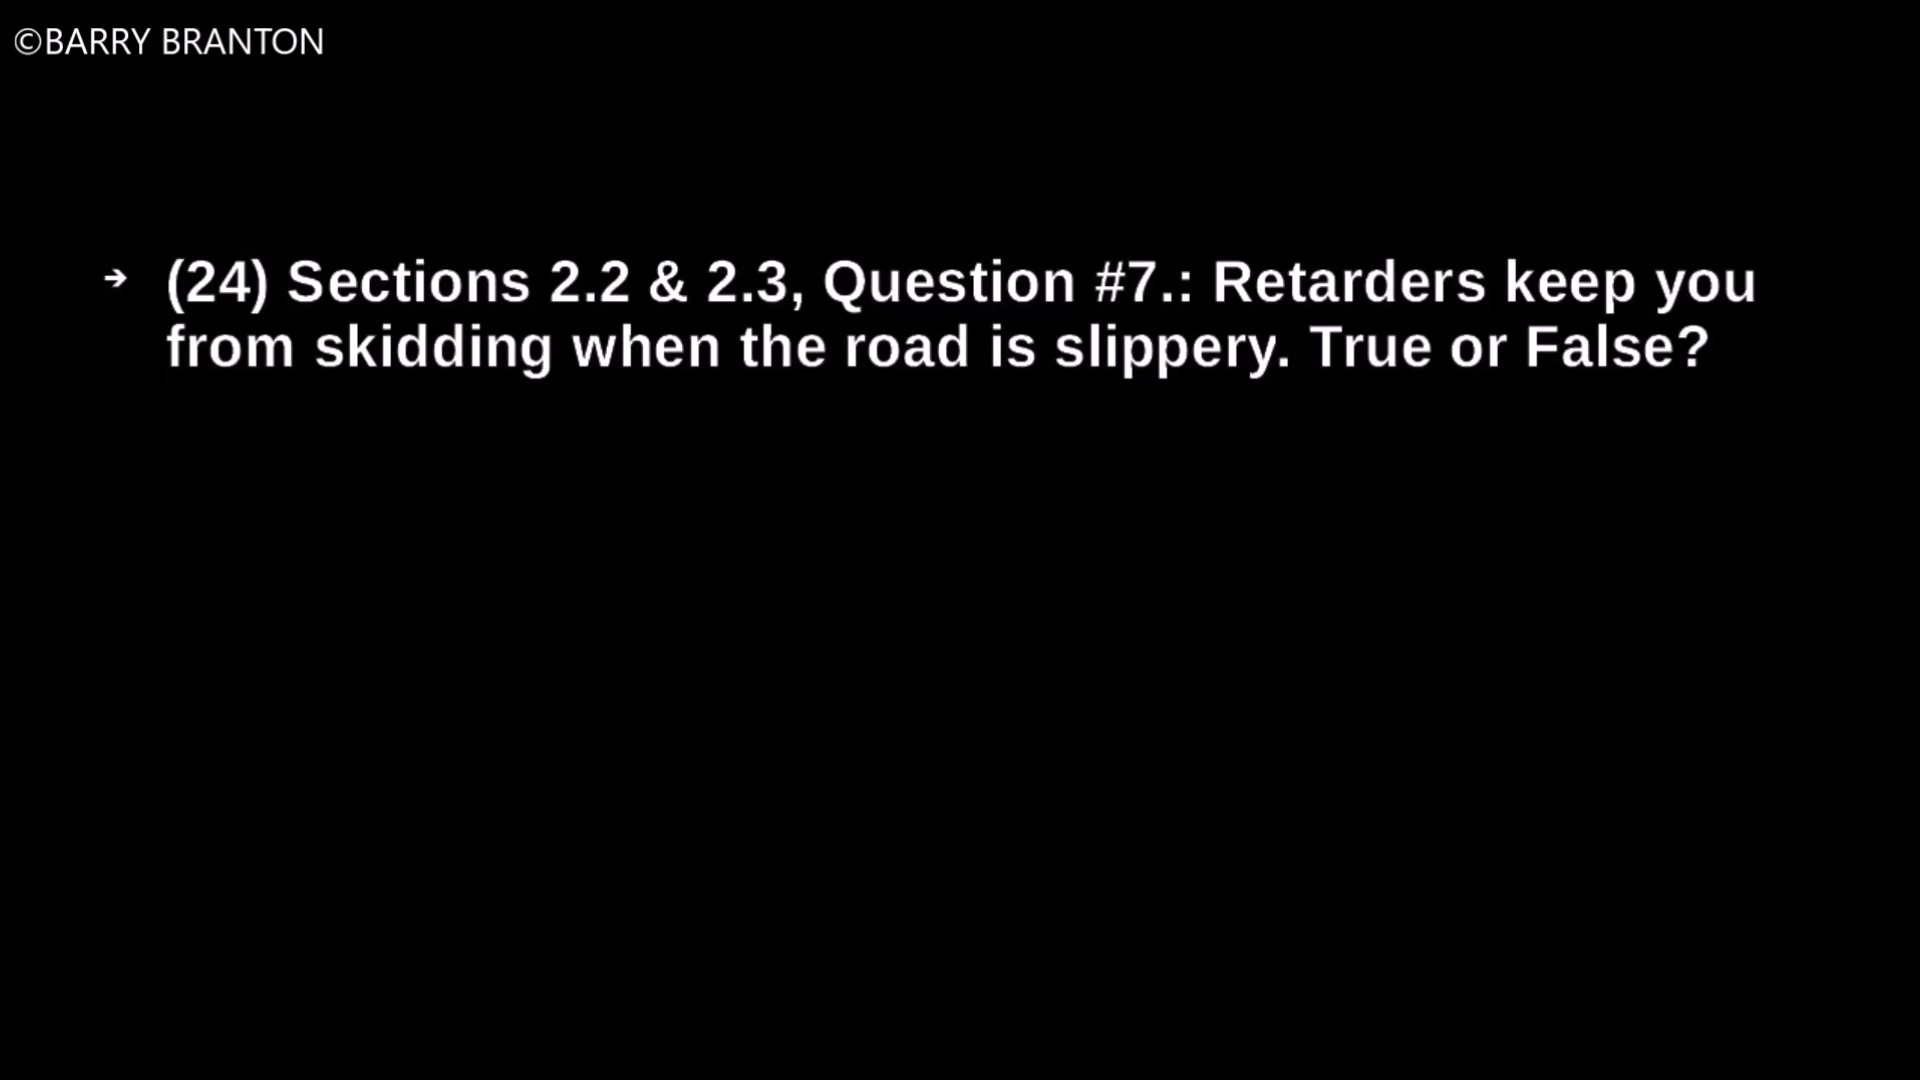 ©BARRY BRANTON
➔ (24) Sections 2.2 & 2.3, Question #7.: Retarders keep you
from skidding when the road is slippery. True or False?